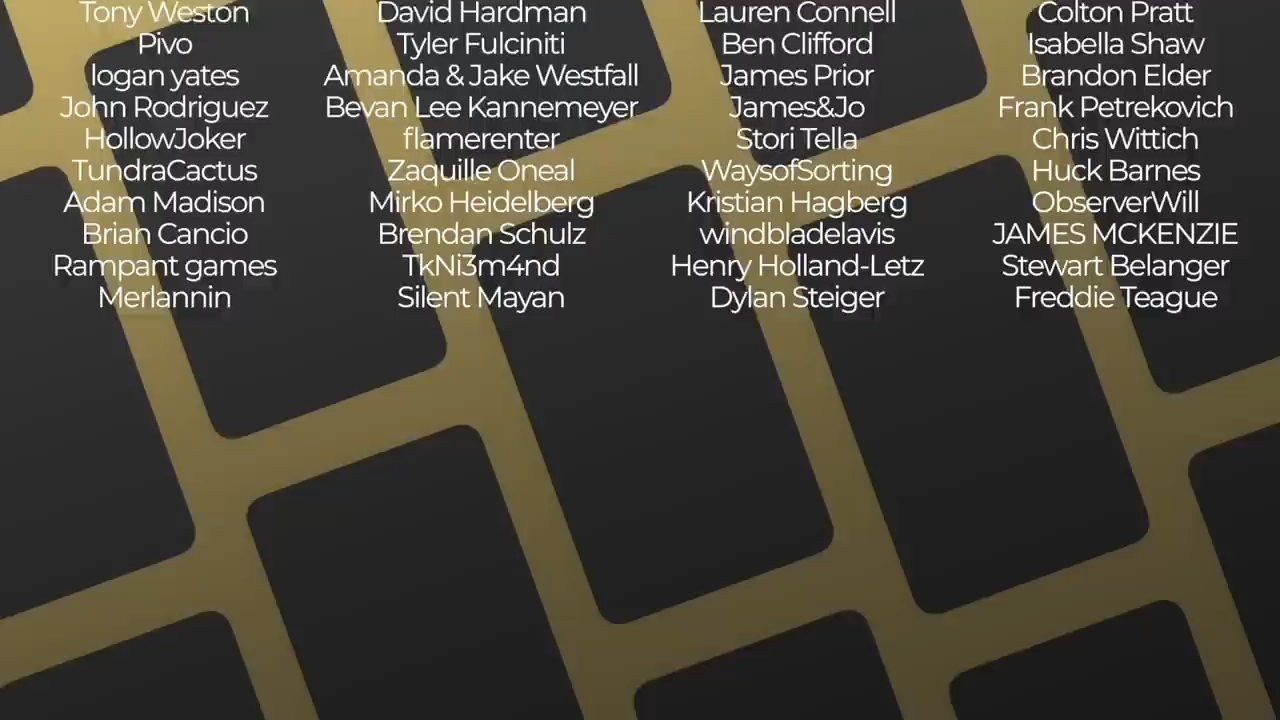 Tony Weston David Hardman Lauren Connell Colton Pratt
Pivo Tyler Fulciniti Ben Clifford Isabella Shaw
logan yates Amanda & Jake Westfall James Prior Brandon Elder
John Rodriguez Bevan Lee Kannemeyer James&Jo Frank Petrekovich
HollowJoker flamerenter Stori Tella Chris Wittich
TundraCactus Zaquille Oneal WaysofSorting Huck Barnes
Adam Madison Mirko Heidelberg Kristian Hagberg ObserverWill
Brian Cancio Brendan Schulz windbladelavis JAMES MCKENZIE
Rampant games TkNi3m4nd Henry Holland-Letz Stewart Belanger
Merlannin Silent Mayan Dylan Steiger Freddie Teague